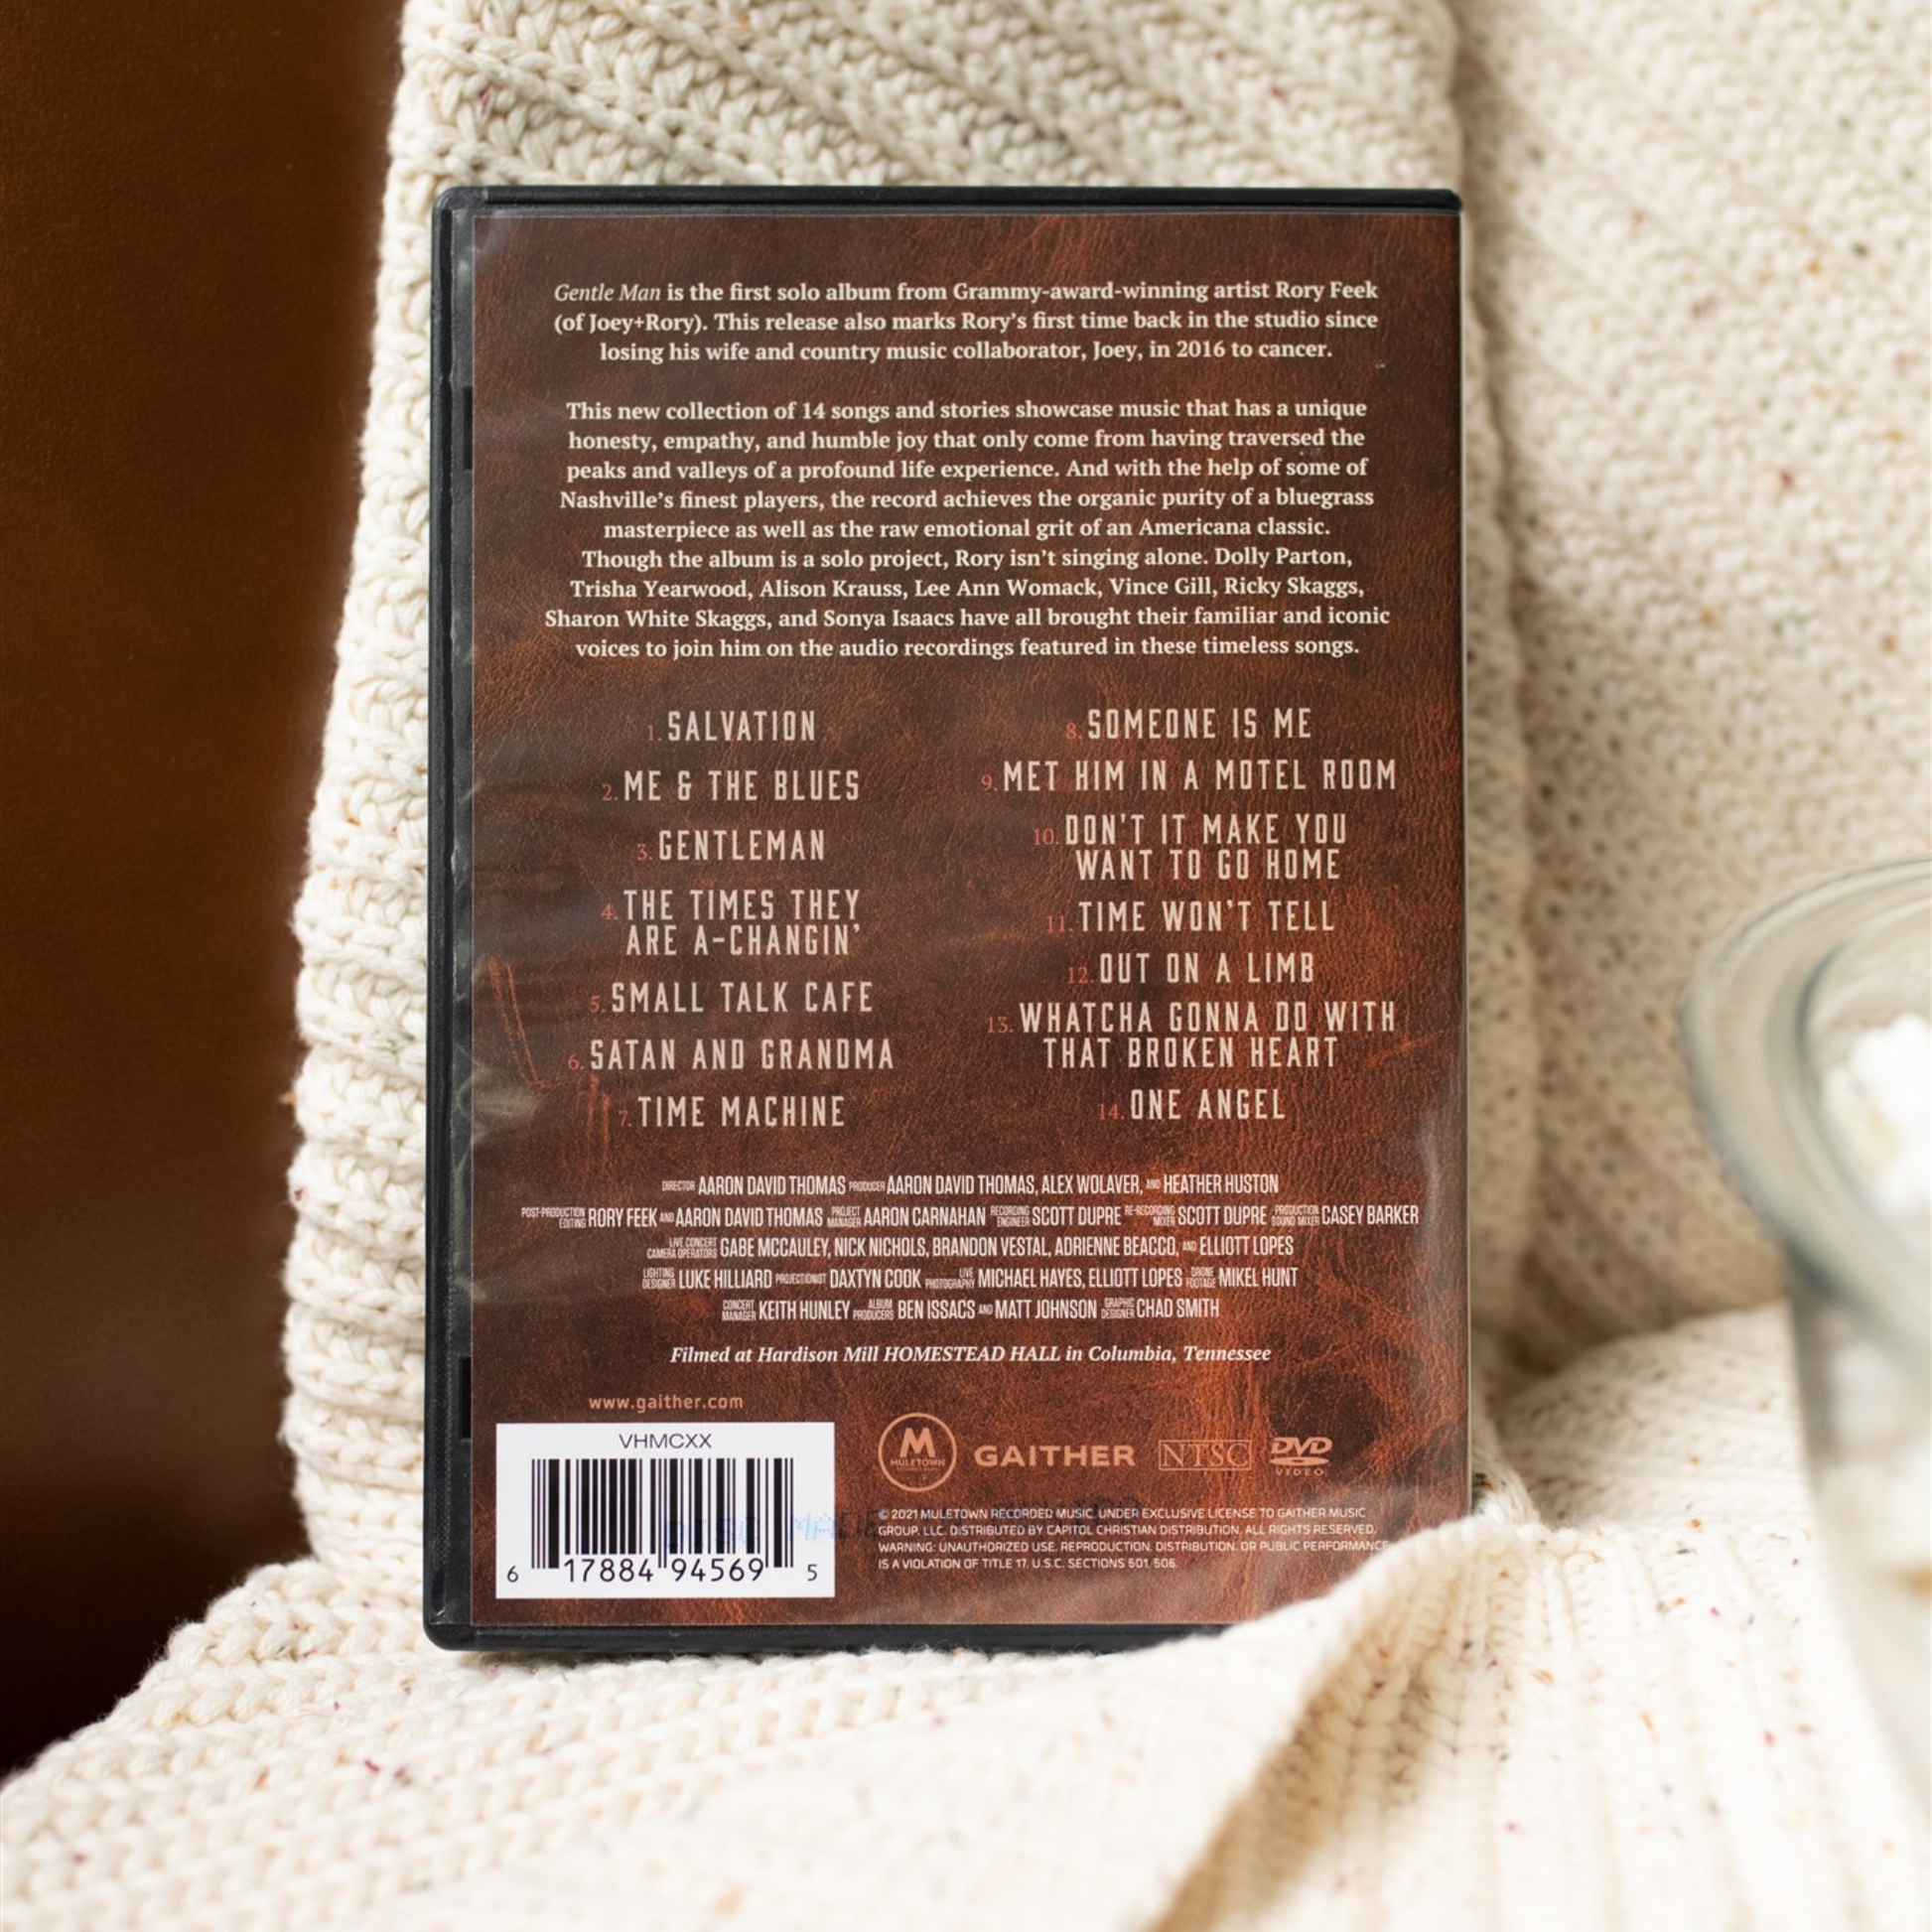 Gentle Man is the first solo album from Grammy-award-winning artist Rory Feek
(of Joey+Rory). This release also marks Rory's first time back in the studio since
losing his wife and country music collaborator, Joey, in 2016 to cancer.
This new collection of 14 songs and stories showcase music that has a unique
honesty, empathy, and humble joy that only come from having traversed the
peaks and valleys of a profound life experience. And with the help of some of
Nashville's finest players, the record achieves the organic purity of a bluegrass
masterpiece as well as the raw emotional grit of an Americana classic.
Though the album is a solo project, Rory isn't singing alone. Dolly Parton,
Trisha Yearwood, Alison Krauss, Lee Ann Womack, Vince Gill, Ricky Skaggs,
Sharon White Skaggs, and Sonya Isaacs have all brought their familiar and iconic
voices to join him on the audio recordings featured in these timeless songs.
1. SALVATION
2. ME & THE BLUES
3. GENTLEMAN
4. THE TIMES THEY
ARE A-CHANGIN'
5. SMALL TALK CAFE
6. SATAN AND GRANDMA
7. TIME MACHINE
8. SOMEONE IS ME
9. MET HIM IN A MOTEL ROOM
10. DON'T IT MAKE YOU
WANT TO GO HOME
11. TIME WON'T TELL
12. OUT ON A LIMB
13. WHATCHA GONNA DO WITH
THAT BROKEN HEART
14. ONE ANGEL
DIRECTOR AARON DAVID THOMAS PRODUCER AARON DAVID THOMAS, ALEX WOLAVER, AND HEATHER HUSTON
POST-PRODUCTION EDITING RORY FEEK AND AARON DAVID THOMAS PROJECT MANAGER AARON CARNAHAN RECORDING ENGINEER SCOTT DUPRE RE-RECORDING MIXER SCOTT DUPRE PRODUCTION SOUND MIXER CASEY BARKER
LIVE CONCERT CAMERA OPERATORS GABE MCCAULEY, NICK NICHOLS, BRANDON VESTAL, ADRIENNE BEACCO, AND ELLIOTT LOPES
LIGHTING DESIGNER LUKE HILLIARD PROJECTIONIST DAXTYN COOK LIVE PHOTOGRAPHY MICHAEL HAYES, ELLIOTT LOPES DRONE FOOTAGE MIKEL HUNT
CONCERT MANAGER KEITH HUNLEY ALBUM PRODUCERS BEN ISSACS AND MATT JOHNSON GRAPHIC DESIGNER CHAD SMITH
Filmed at Hardison Mill HOMESTEAD HALL in Columbia, Tennessee
www.gaither.com
VHMCXX
6 17884 94569 5
M
MULETOWN
GAITHER
NTSC
DVD
VIDEO
© 2021 MULETOWN RECORDED MUSIC. UNDER EXCLUSIVE LICENSE TO GAITHER MUSIC
GROUP, LLC. DISTRIBUTED BY CAPITOL CHRISTIAN DISTRIBUTION. ALL RIGHTS RESERVED.
WARNING: UNAUTHORIZED USE, REPRODUCTION, DISTRIBUTION, OR PUBLIC PERFORMANCE
IS A VIOLATION OF TITLE 17, U.S.C. SECTIONS 501, 506.